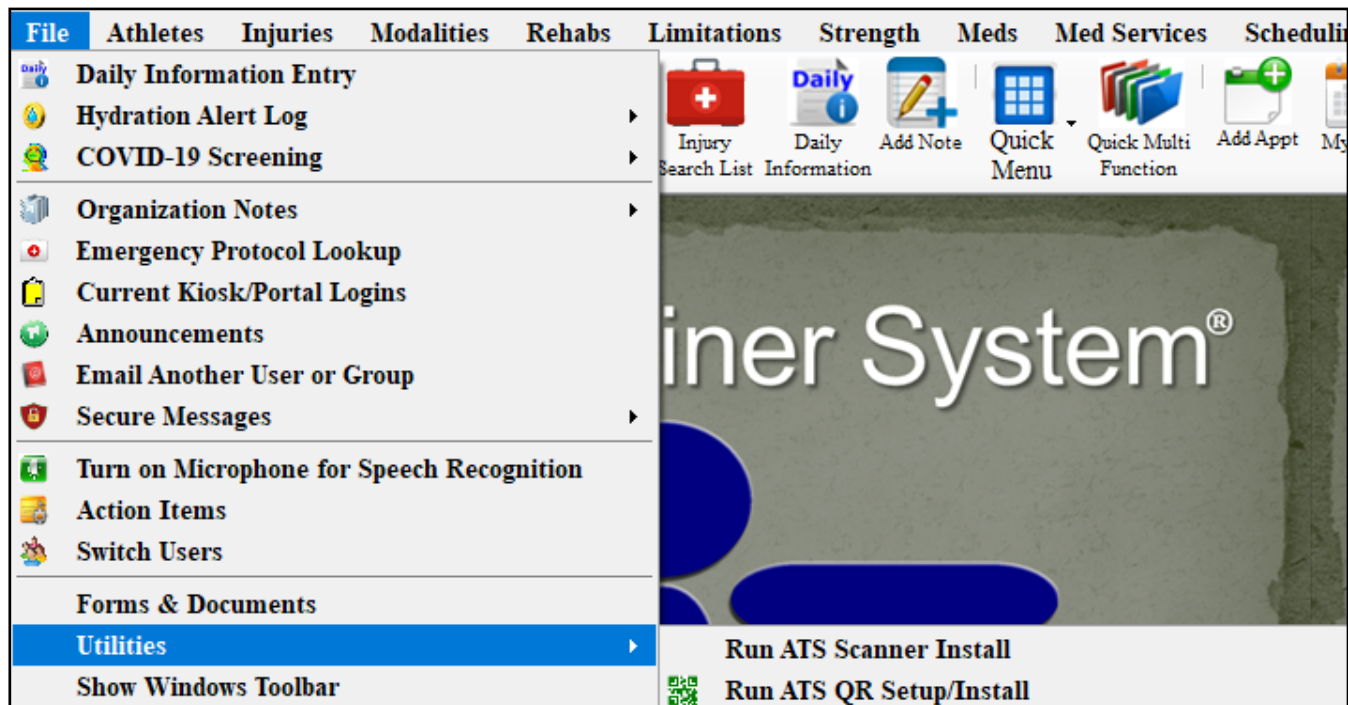 File Athletes Injuries Modalities Rehabs Limitations Strength Meds Med Services
Daily Information Entry
Hydration Alert Log
COVID-19 Screening
Organization Notes
Emergency Protocol Lookup
Current Kiosk/Portal Logins
Announcements
Email Another User or Group
Secure Messages
Turn on Microphone for Speech Recognition
Action Items
Switch Users
Forms & Documents
Utilities
Show Windows Toolbar
Injury
Search List
Daily
Daily
Information
Add Note
Quick
Menu
Quick Multi
Function
Add Appt
My
iner System®
Run ATS Scanner Install
Run ATS QR Setup/Install